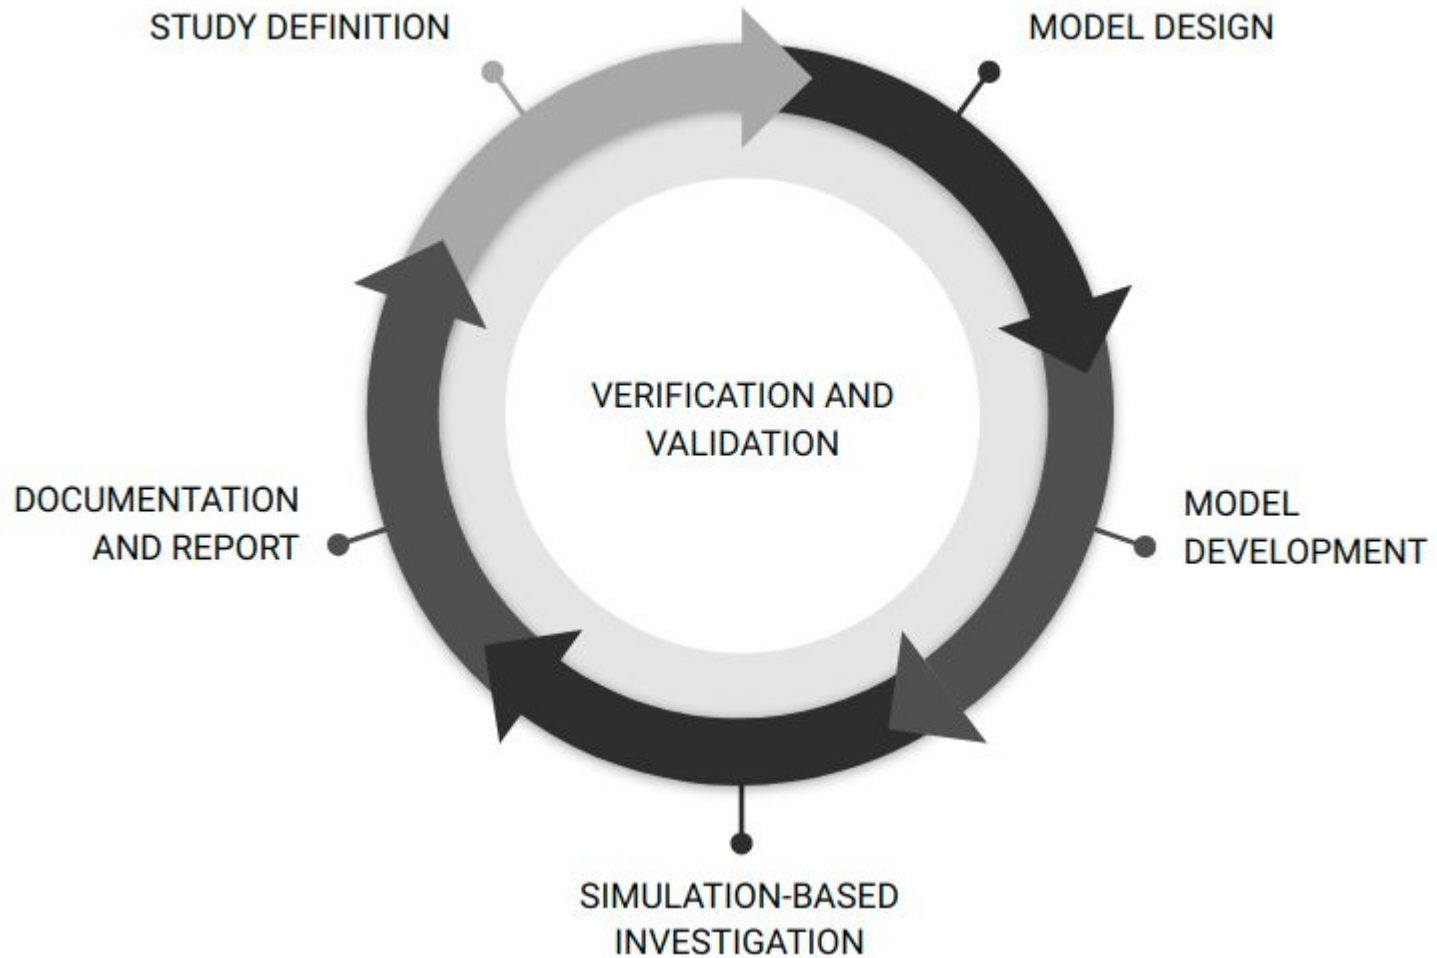 STUDY DEFINITION
MODEL DESIGN
VERIFICATION AND
VALIDATION
DOCUMENTATION
AND REPORT
MODEL
DEVELOPMENT
SIMULATION-BASED
INVESTIGATION